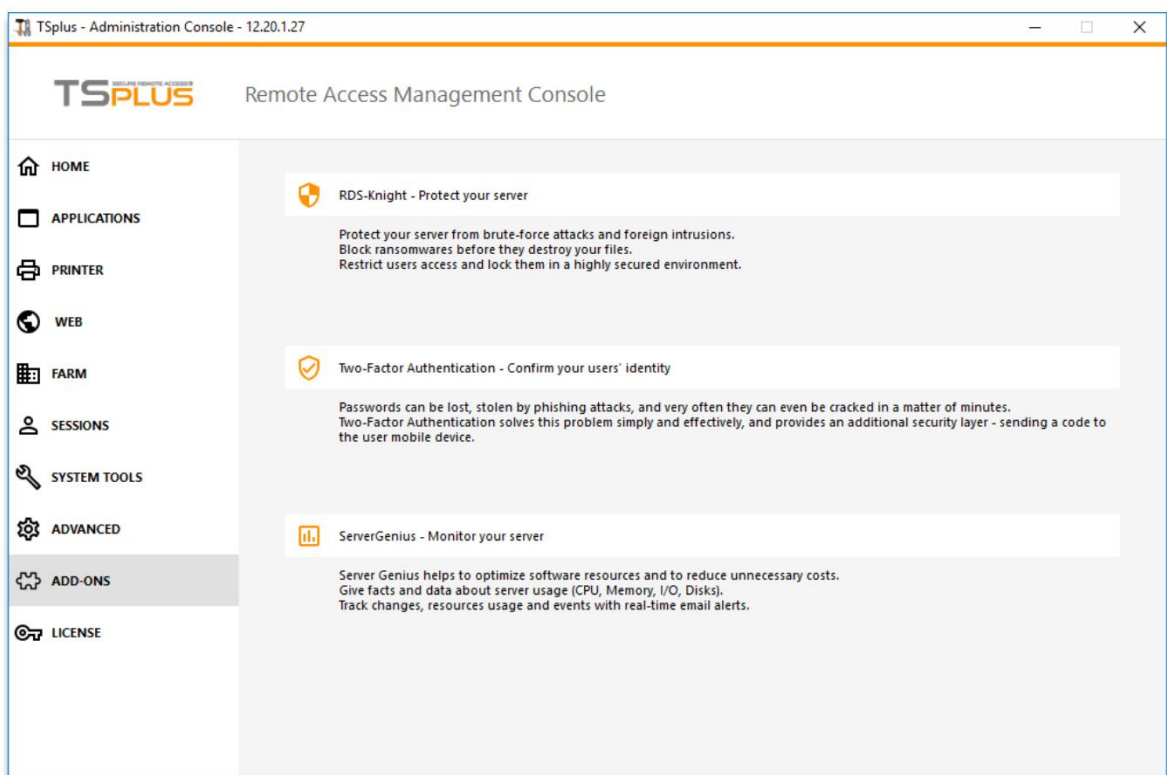 TSplus - Administration Console - 12.20.1.27
TSPLUS
SECURE REMOTE ACCESS
Remote Access Management Console
HOME
APPLICATIONS
PRINTER
WEB
FARM
SESSIONS
SYSTEM TOOLS
ADVANCED
ADD-ONS
LICENSE
RDS-Knight - Protect your server
Protect your server from brute-force attacks and foreign intrusions.
Block ransomwares before they destroy your files.
Restrict users access and lock them in a highly secured environment.
Two-Factor Authentication - Confirm your users' identity
Passwords can be lost, stolen by phishing attacks, and very often they can even be cracked in a matter of minutes.
Two-Factor Authentication solves this problem simply and effectively, and provides an additional security layer - sending a code to
the user mobile device.
ServerGenius - Monitor your server
Server Genius helps to optimize software resources and to reduce unnecessary costs.
Give facts and data about server usage (CPU, Memory, I/O, Disks).
Track changes, resources usage and events with real-time email alerts.